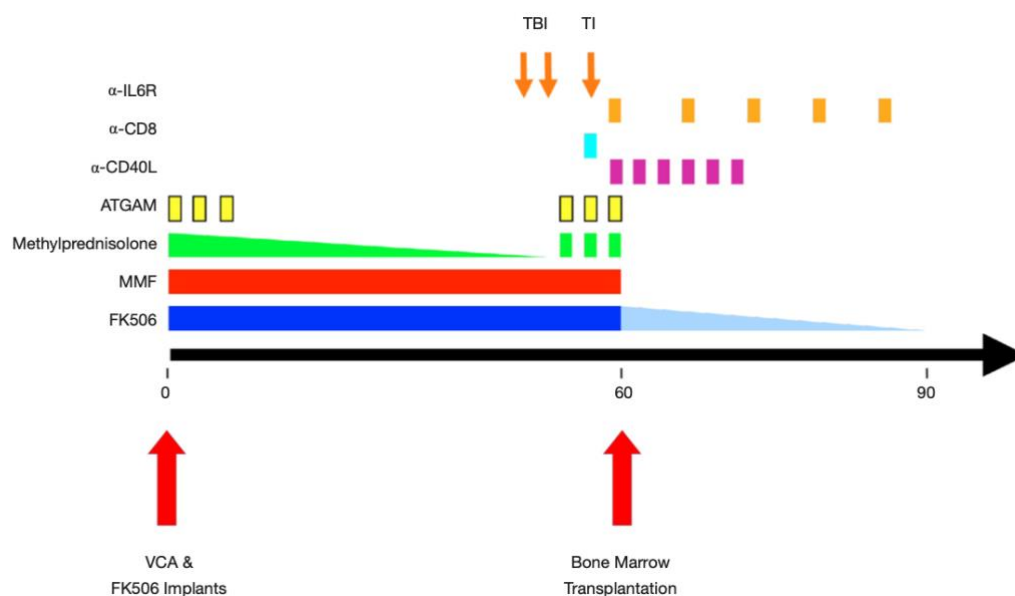 TBI TI
α-IL6R
α-CD8
α-CD40L
ATGAM
Methylprednisolone
MMF
FK506
0 60 90
VCA &
FK506 Implants
Bone Marrow
Transplantation